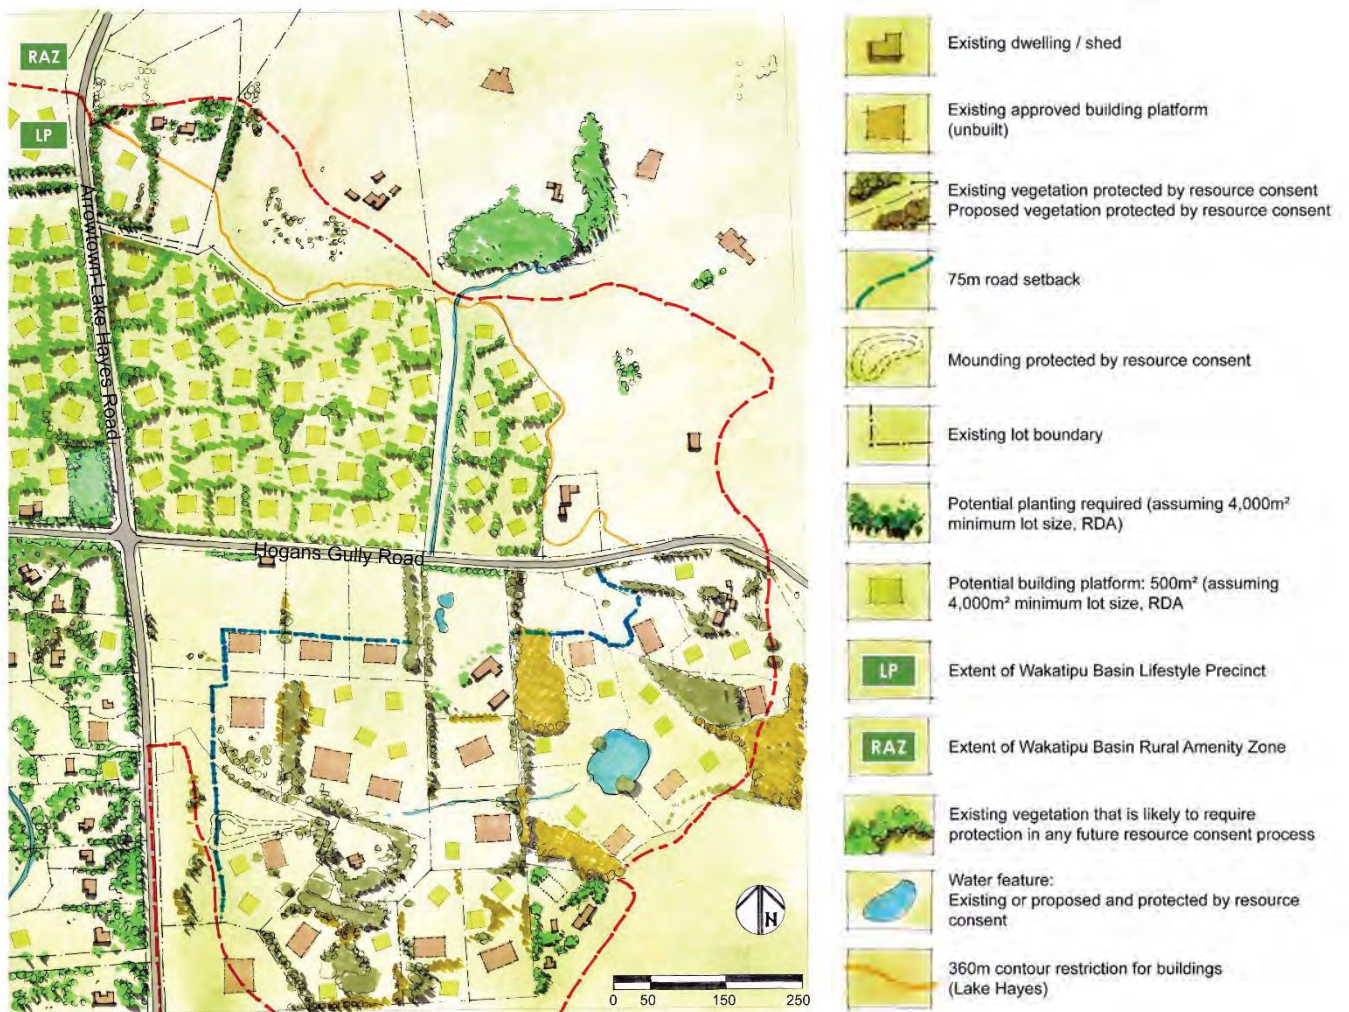 RAZ
LP
Arrowtown-Lake Hayes Road
Hogans Gully Road
N
0 50 150 250
Existing dwelling / shed
Existing approved building platform
(unbuilt)
Existing vegetation protected by resource consent
Proposed vegetation protected by resource consent
75m road setback
Mounding protected by resource consent
Existing lot boundary
Potential planting required (assuming 4,000m²
minimum lot size, RDA)
Potential building platform: 500m² (assuming
4,000m² minimum lot size, RDA
LP
Extent of Wakatipu Basin Lifestyle Precinct
RAZ
Extent of Wakatipu Basin Rural Amenity Zone
Existing vegetation that is likely to require
protection in any future resource consent process
Water feature:
Existing or proposed and protected by resource
consent
360m contour restriction for buildings
(Lake Hayes)